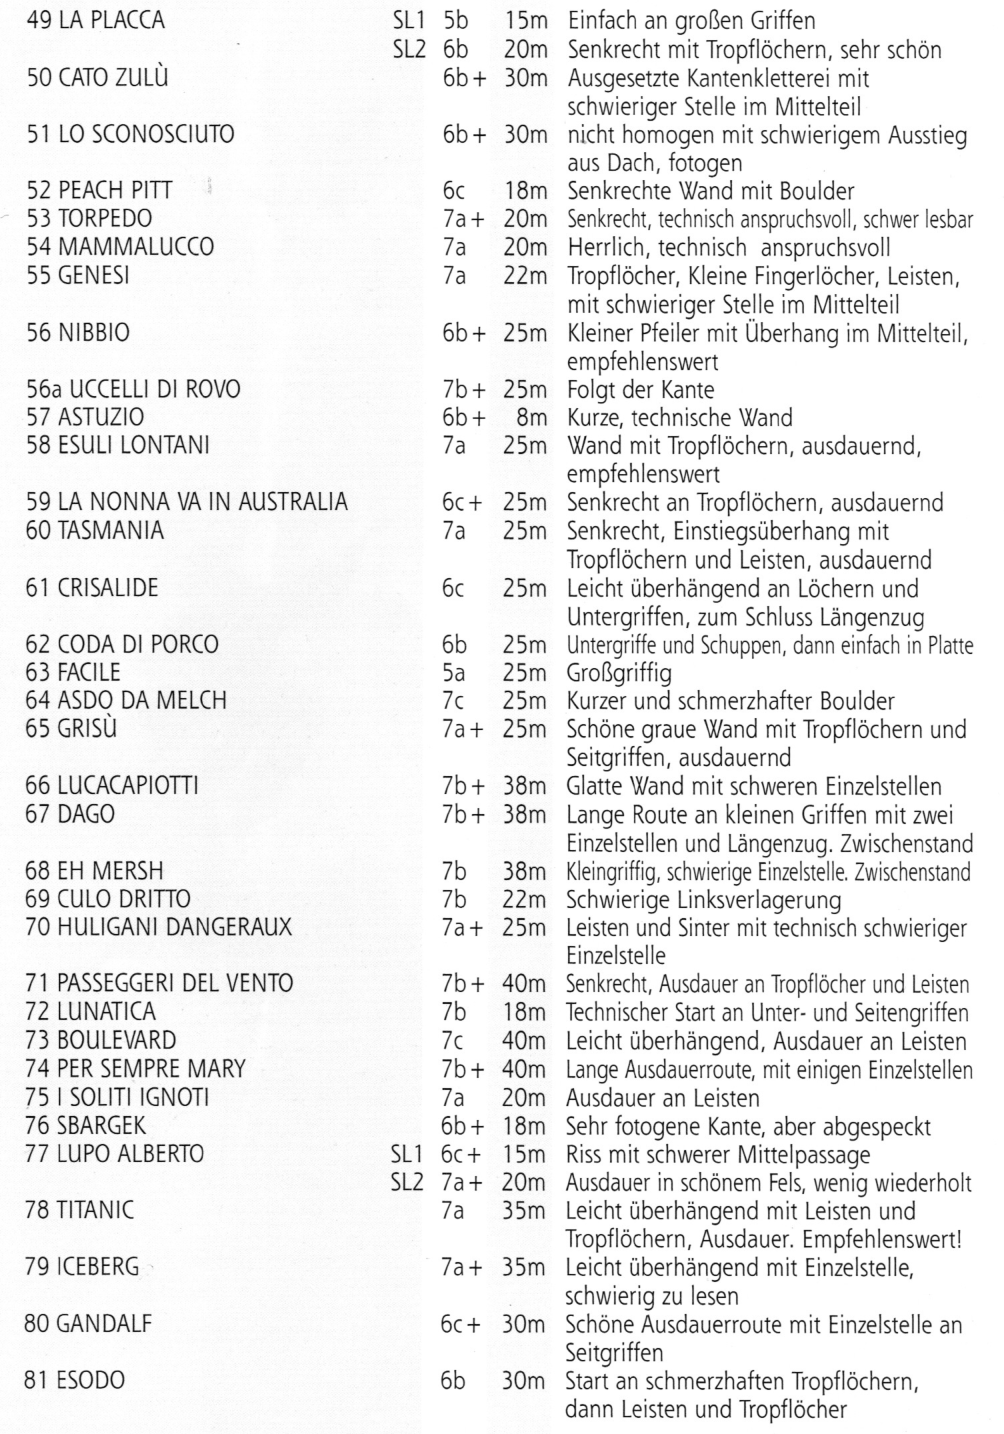 49 LA PLACCA SL1 5b 15m Einfach an großen Griffen
SL2 6b 20m Senkrecht mit Tropflöchern, sehr schön
50 CATO ZULÙ 6b+ 30m Ausgesetzte Kantenkletterei mit
schwieriger Stelle im Mittelteil
51 LO SCONOSCIUTO 6b+ 30m nicht homogen mit schwierigem Ausstieg
aus Dach, fotogen
52 PEACH PITT 6c 18m Senkrechte Wand mit Boulder
53 TORPEDO 7a+ 20m Senkrecht, technisch anspruchsvoll, schwer lesbar
54 MAMMALUCCO 7a 20m Herrlich, technisch anspruchsvoll
55 GENESI 7a 22m Tropflöcher, Kleine Fingerlöcher, Leisten,
mit schwieriger Stelle im Mittelteil
56 NIBBIO 6b+ 25m Kleiner Pfeiler mit Überhang im Mittelteil,
empfehlenswert
56a UCCELLI DI ROVO 7b+ 25m Folgt der Kante
57 ASTUZIO 6b+ 8m Kurze, technische Wand
58 ESULI LONTANI 7a 25m Wand mit Tropflöchern, ausdauernd,
empfehlenswert
59 LA NONNA VA IN AUSTRALIA 6c+ 25m Senkrecht an Tropflöchern, ausdauernd
60 TASMANIA 7a 25m Senkrecht, Einstiegsüberhang mit
Tropflöchern und Leisten, ausdauernd
61 CRISALIDE 6c 25m Leicht überhängend an Löchern und
Untergriffen, zum Schluss Längenzug
62 CODA DI PORCO 6b 25m Untergriffe und Schuppen, dann einfach in Platte
63 FACILE 5a 25m Großgriffig
64 ASDO DA MELCH 7c 25m Kurzer und schmerzhafter Boulder
65 GRISÙ 7a+ 25m Schöne graue Wand mit Tropflöchern und
Seitgriffen, ausdauernd
66 LUCACAPIOTTI 7b+ 38m Glatte Wand mit schweren Einzelstellen
67 DAGO 7b+ 38m Lange Route an kleinen Griffen mit zwei
Einzelstellen und Längenzug. Zwischenstand
68 EH MERSH 7b 38m Kleingriffig, schwierige Einzelstelle. Zwischenstand
69 CULO DRITTO 7b 22m Schwierige Linksverlagerung
70 HULIGANI DANGERAUX 7a+ 25m Leisten und Sinter mit technisch schwieriger
Einzelstelle
71 PASSEGGERI DEL VENTO 7b+ 40m Senkrecht, Ausdauer an Tropflöcher und Leisten
72 LUNATICA 7b 18m Technischer Start an Unter- und Seitengriffen
73 BOULEVARD 7c 40m Leicht überhängend, Ausdauer an Leisten
74 PER SEMPRE MARY 7b+ 40m Lange Ausdauerroute, mit einigen Einzelstellen
75 I SOLITI IGNOTI 7a 20m Ausdauer an Leisten
76 SBARGEK 6b+ 18m Sehr fotogene Kante, aber abgespeckt
77 LUPO ALBERTO SL1 6c+ 15m Riss mit schwerer Mittelpassage
SL2 7a+ 20m Ausdauer in schönem Fels, wenig wiederholt
78 TITANIC 7a 35m Leicht überhängend mit Leisten und
Tropflöchern, Ausdauer. Empfehlenswert!
79 ICEBERG 7a+ 35m Leicht überhängend mit Einzelstelle,
schwierig zu lesen
80 GANDALF 6c+ 30m Schöne Ausdauerroute mit Einzelstelle an
Seitgriffen
81 ESODO 6b 30m Start an schmerzhaften Tropflöchern,
dann Leisten und Tropflöcher